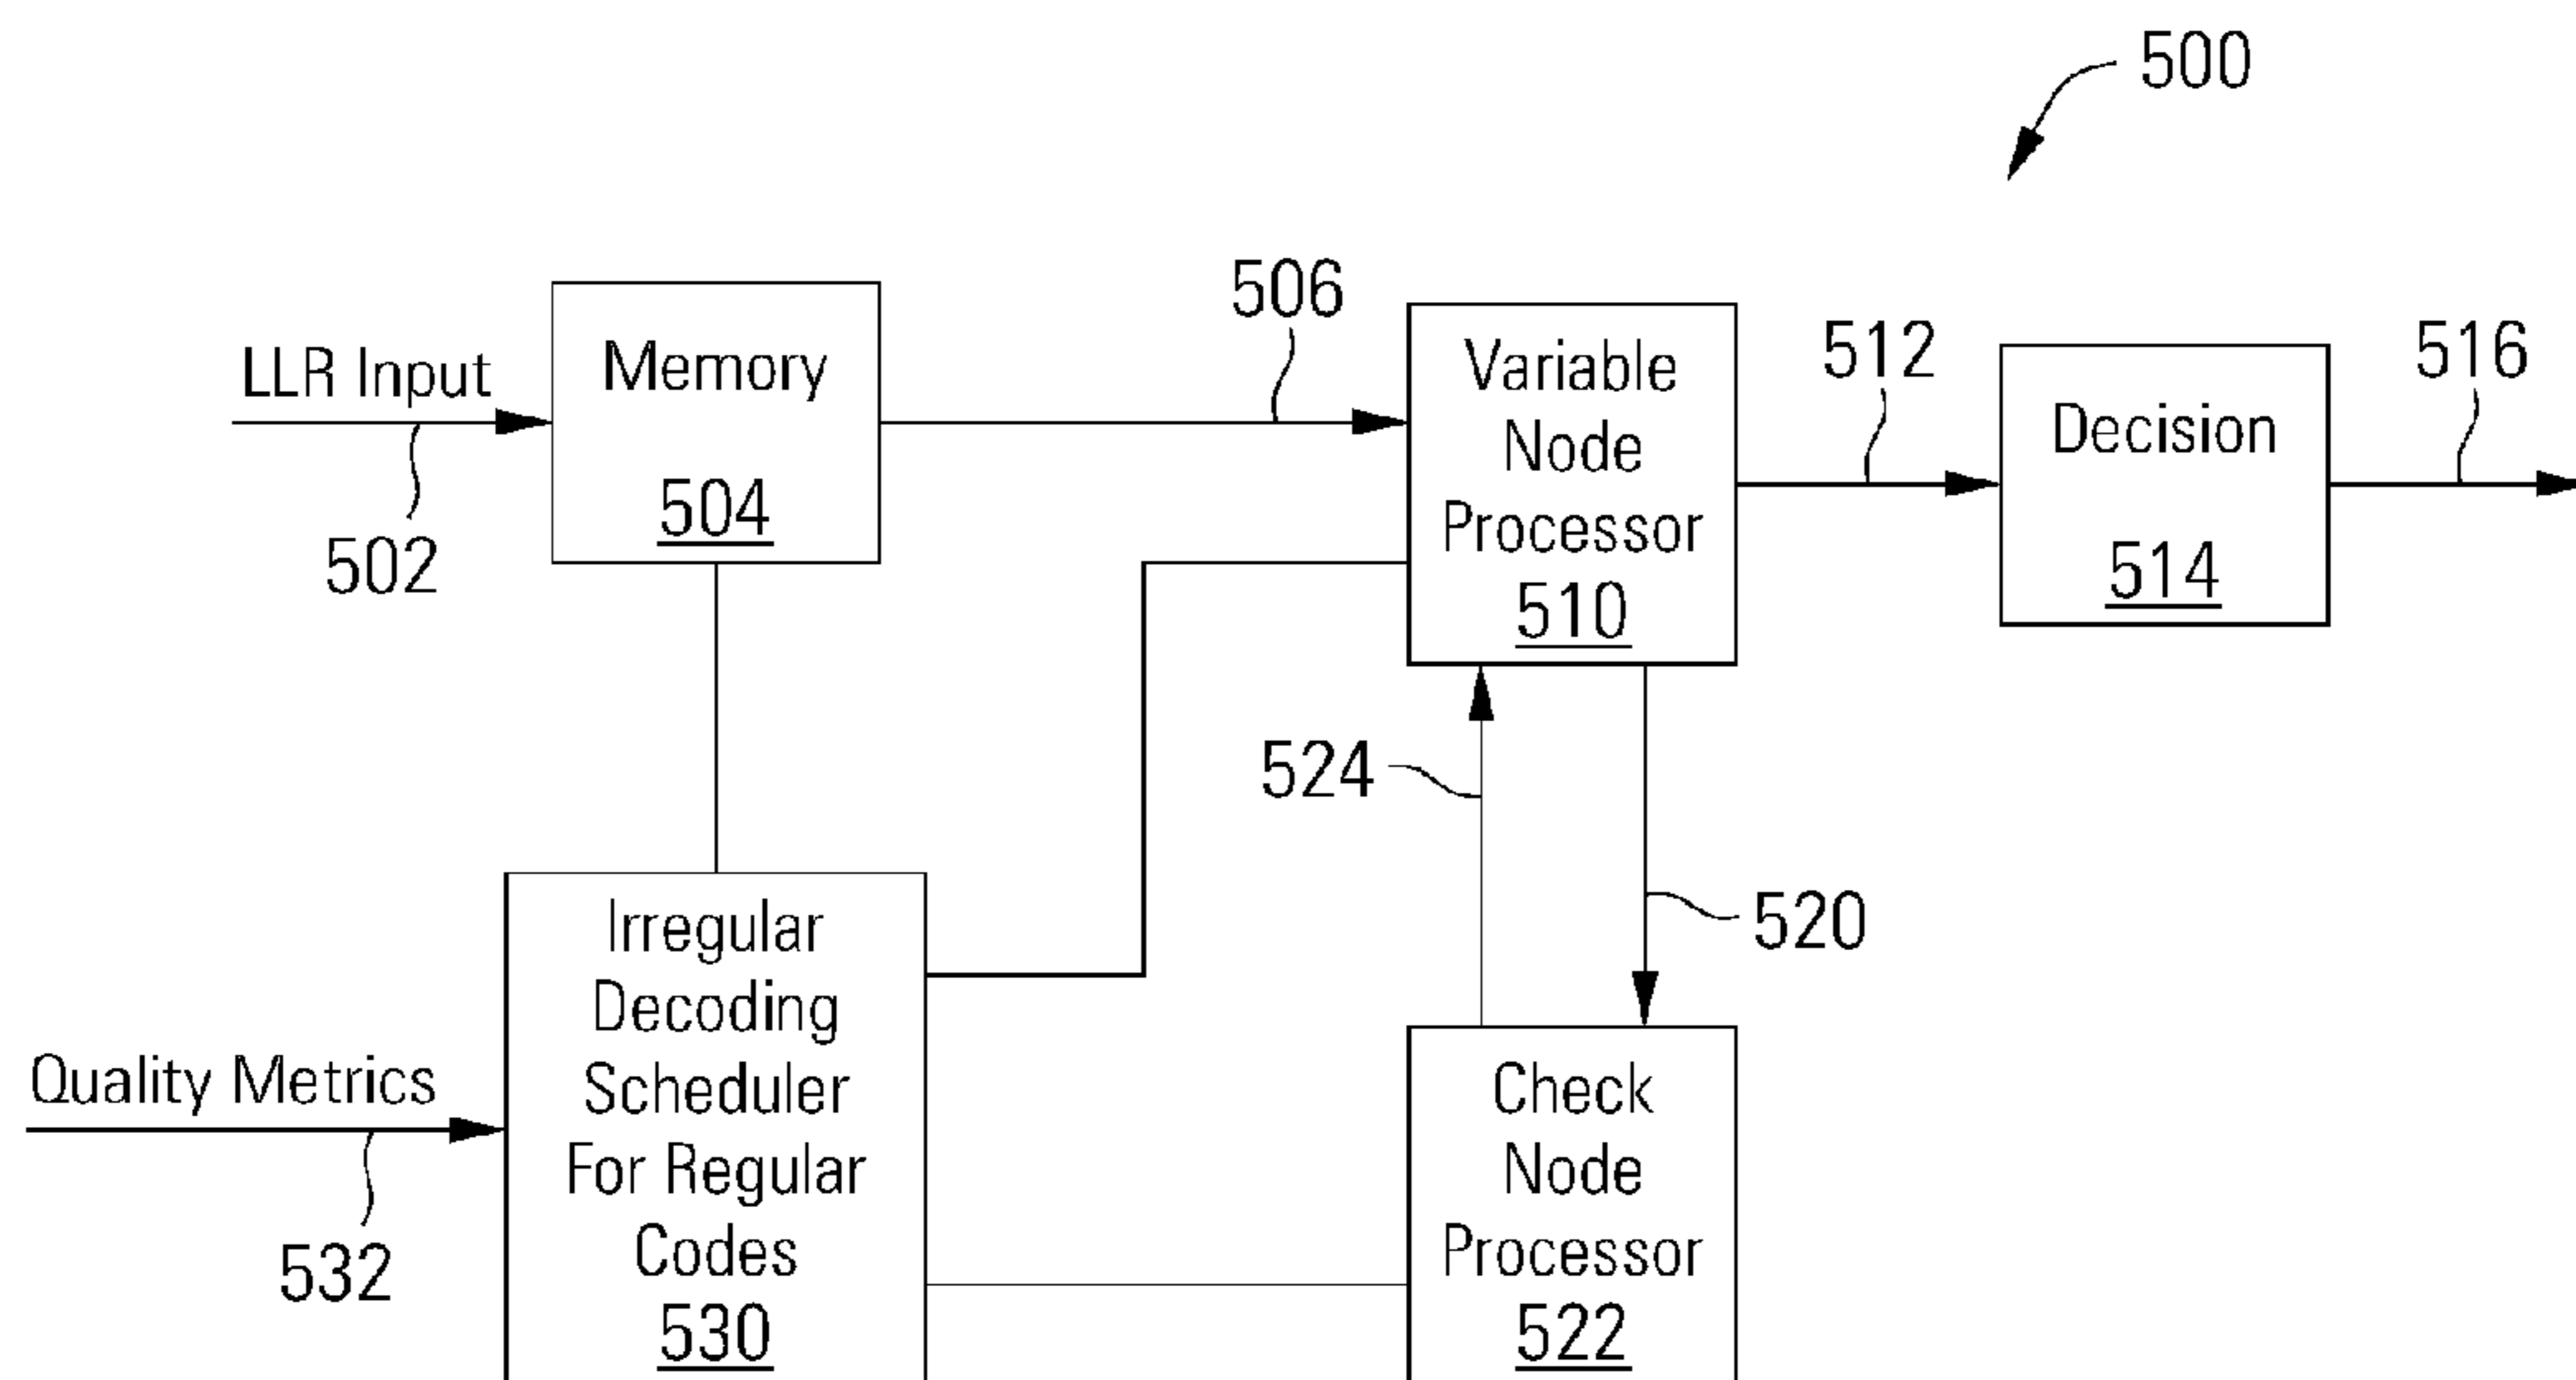 500
506
LLR Input
502
Memory
504
Variable
Node
Processor
510
512
Decision
514
516
524
520
Quality Metrics
532
Irregular
Decoding
Scheduler
For Regular
Codes
530
Check
Node
Processor
522